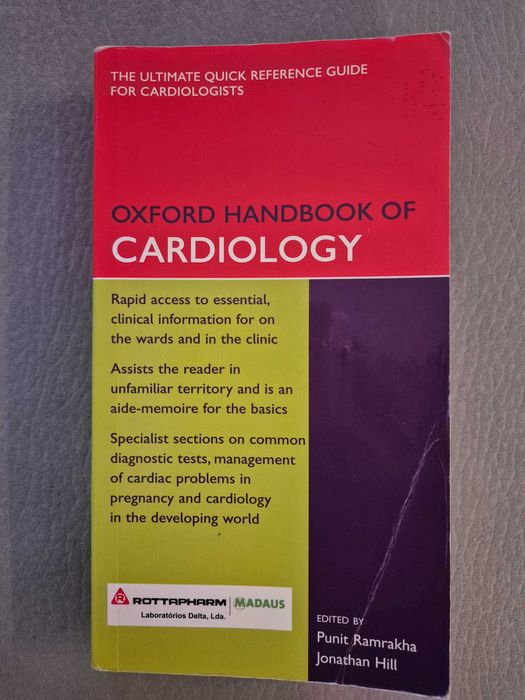 THE ULTIMATE QUICK REFERENCE GUIDE
FOR CARDIOLOGISTS
OXFORD HANDBOOK OF
CARDIOLOGY
Rapid access to essential,
clinical information for on
the wards and in the clinic
Assists the reader in
unfamiliar territory and is an
aide-memoire for the basics
Specialist sections on common
diagnostic tests, management
of cardiac problems in
pregnancy and cardiology
in the developing world
ROTTAPHARM | MADAUS
Laboratórios Delta, Lda.
EDITED BY
Punit Ramrakha
Jonathan Hill